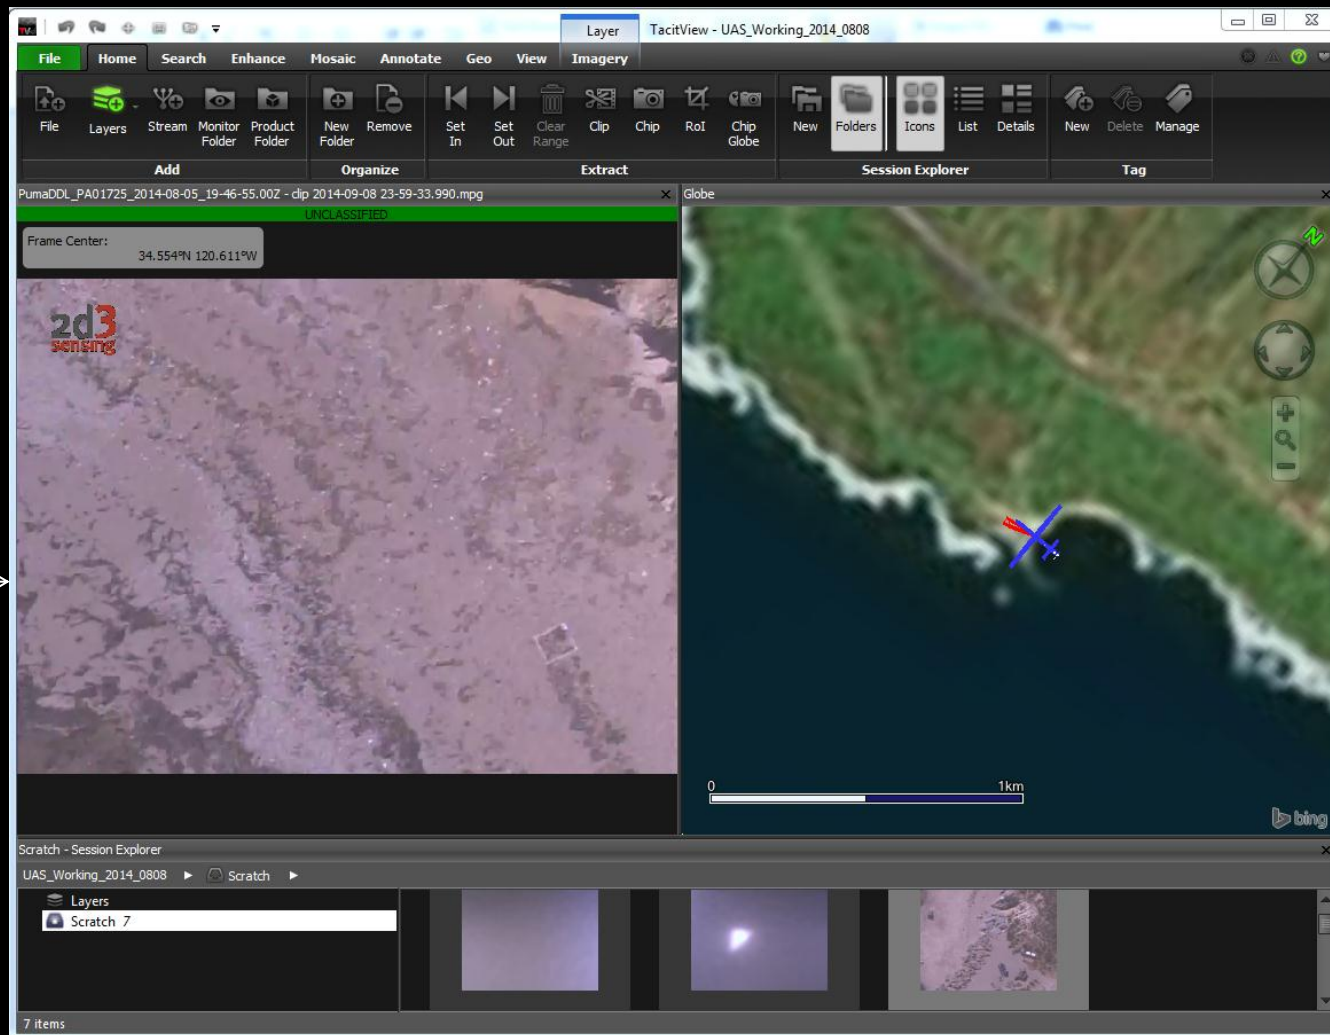 Layer TacitView - UAS_Working_2014_0808
File Home Search Enhance Mosaic Annotate Geo View Imagery
File Layers Stream Monitor Folder Product Folder New Folder Remove Set In Set Out Clear Range Clip Chip RoI Chip Globe New Folders Icons List Details New Delete Manage
Add Organize Extract Session Explorer Tag
PumaDDL_PA01725_2014-08-05_19-46-55.00Z - clip 2014-09-08 23-59-33.990.mpg
Globe
UNCLASSIFIED
Frame Center:
34.554°N 120.611°W
2d3
sensing
N
0 1km
bing
Scratch - Session Explorer
UAS_Working_2014_0808 Scratch
Layers
Scratch 7
7 items